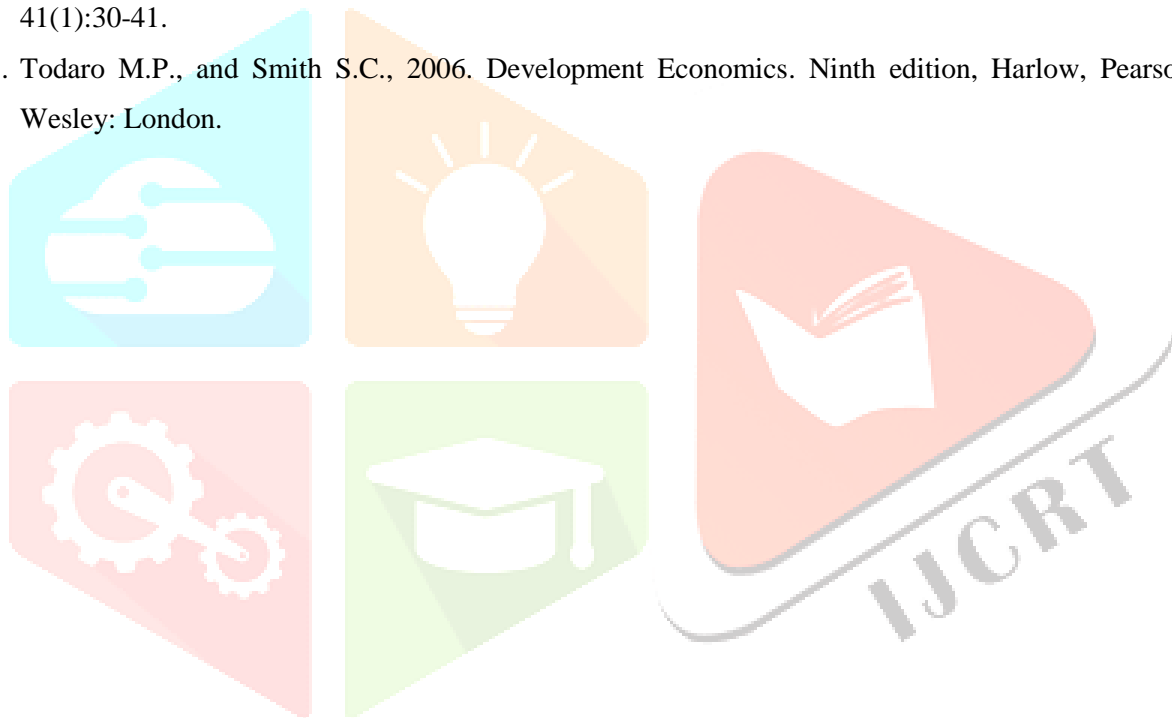 41(1):30-41.
. Todaro M.P., and Smith S.C., 2006. Development Economics. Ninth edition, Harlow, Pearso
Wesley: London.
IJCRT